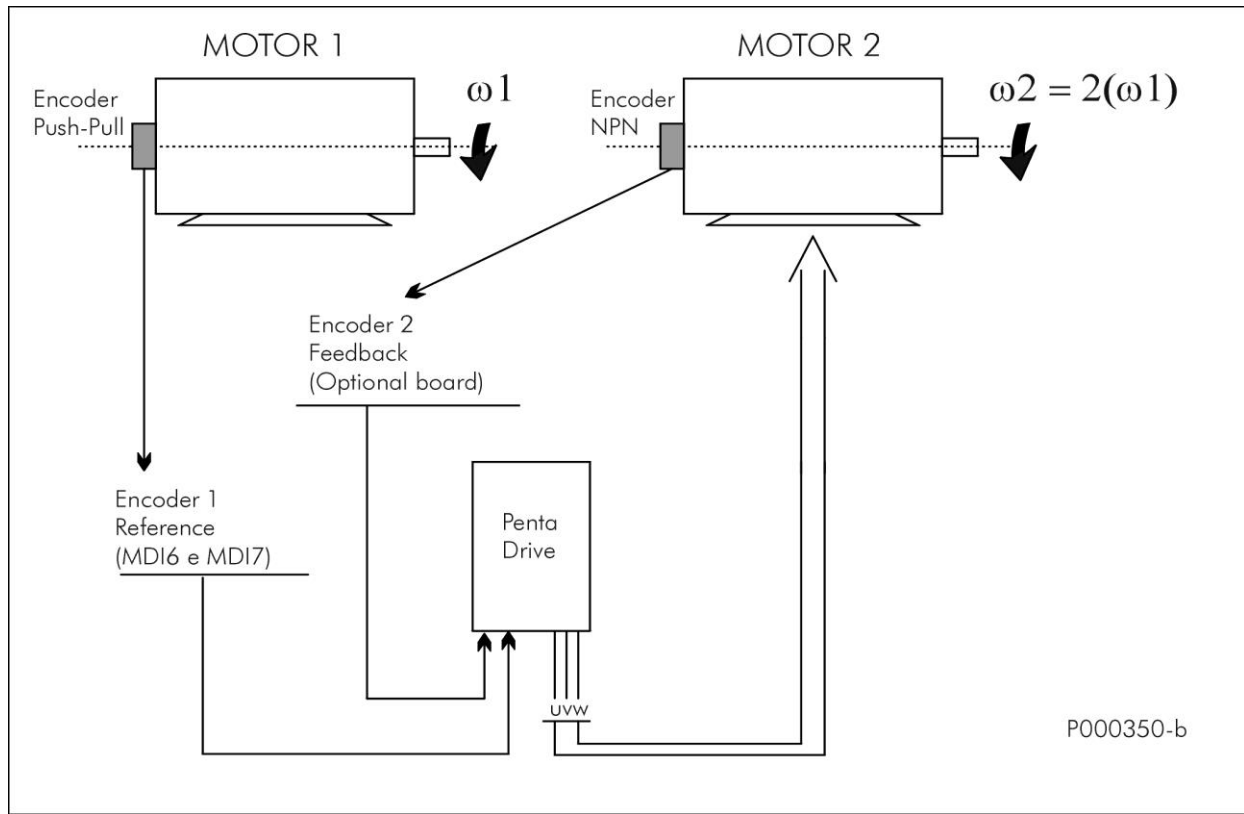 MOTOR 1
MOTOR 2
Encoder
Push-Pull
ω1
Encoder
NPN
ω2 = 2(ω1)
Encoder 2
Feedback
(Optional board)
Encoder 1
Reference
(MDI6 e MDI7)
Penta
Drive
UVW
P000350-b